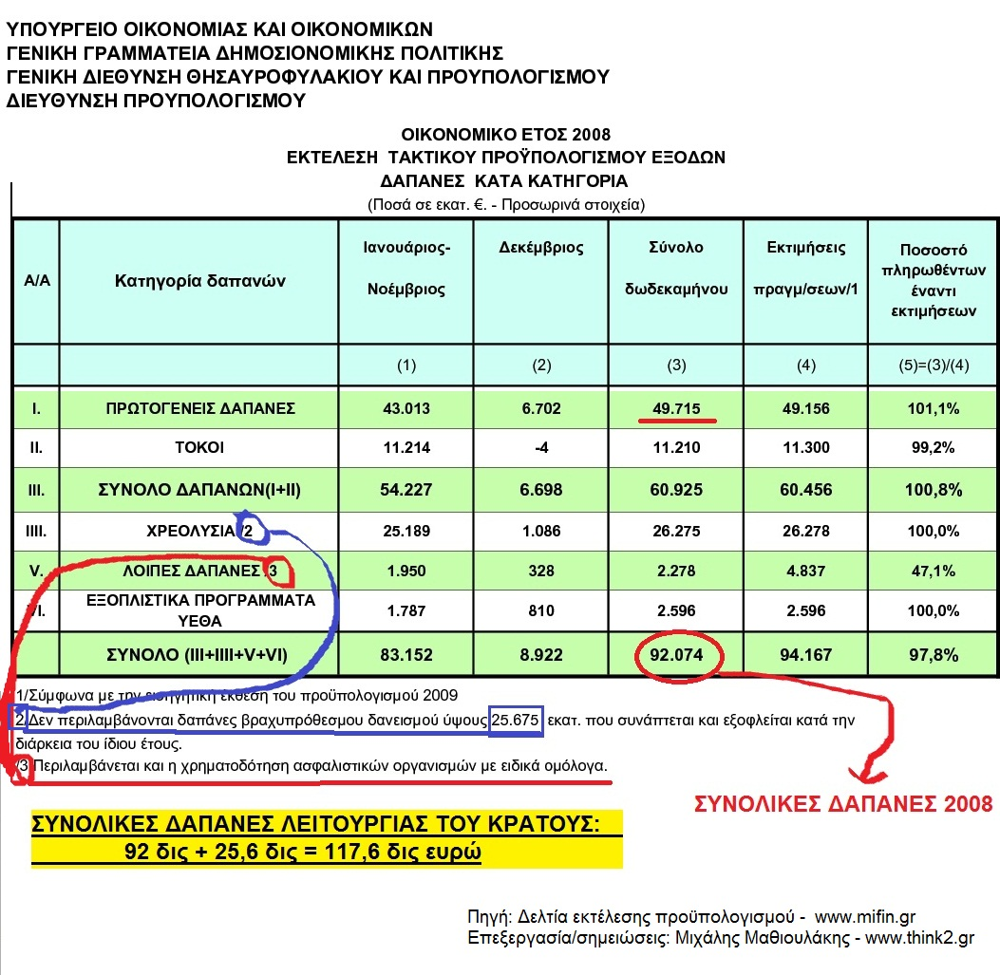 ΥΠΟΥΡΓΕΙΟ ΟΙΚΟΝΟΜΙΑΣ ΚΑΙ ΟΙΚΟΝΟΜΙΚΩΝ
ΓΕΝΙΚΗ ΓΡΑΜΜΑΤΕΙΑ ΔΗΜΟΣΙΟΝΟΜΙΚΗΣ ΠΟΛΙΤΙΚΗΣ
ΓΕΝΙΚΗ ΔΙΕΘΥΝΣΗ ΘΗΣΑΥΡΟΦΥΛΑΚΙΟΥ ΚΑΙ ΠΡΟΥΠΟΛΟΓΙΣΜΟΥ
ΔΙΕΥΘΥΝΣΗ ΠΡΟΥΠΟΛΟΓΙΣΜΟΥ
ΟΙΚΟΝΟΜΙΚΟ ΕΤΟΣ 2008
ΕΚΤΕΛΕΣΗ ΤΑΚΤΙΚΟΥ ΠΡΟΫΠΟΛΟΓΙΣΜΟΥ ΕΞΟΔΩΝ
ΔΑΠΑΝΕΣ ΚΑΤΑ ΚΑΤΗΓΟΡΙΑ
(Ποσά σε εκατ. €. - Προσωρινά στοιχεία)
Α/Α Κατηγορία δαπανών Ιανουάριος-Νοέμβριος Δεκέμβριος Σύνολο δωδεκαμήνου Εκτιμήσεις πραγμ/σεων/1 Ποσοστό πληρωθέντων έναντι εκτιμήσεων
(1) (2) (3) (4) (5)=(3)/(4)
I. ΠΡΩΤΟΓΕΝΕΙΣ ΔΑΠΑΝΕΣ 43.013 6.702 49.715 49.156 101,1%
II. ΤΟΚΟΙ 11.214 -4 11.210 11.300 99,2%
III. ΣΥΝΟΛΟ ΔΑΠΑΝΩΝ(I+II) 54.227 6.698 60.925 60.456 100,8%
IIII. ΧΡΕΟΛΥΣΙΑ /2 25.189 1.086 26.275 26.278 100,0%
V. ΛΟΙΠΕΣ ΔΑΠΑΝΕΣ /3 1.950 328 2.278 4.837 47,1%
VI. ΕΞΟΠΛΙΣΤΙΚΑ ΠΡΟΓΡΑΜΜΑΤΑ ΥΕΘΑ 1.787 810 2.596 2.596 100,0%
ΣΥΝΟΛΟ (III+IIII+V+VI) 83.152 8.922 92.074 94.167 97,8%
1/Σύμφωνα με την εισηγητική έκθεση του προϋπολογισμού 2009
2/Δεν περιλαμβάνονται δαπάνες βραχυπρόθεσμου δανεισμού ύψους 25.675 εκατ. που συνάπτεται και εξοφλείται κατά την
διάρκεια του ίδιου έτους.
/3 Περιλαμβάνεται και η χρηματοδότηση ασφαλιστικών οργανισμών με ειδικά ομόλογα.
ΣΥΝΟΛΙΚΕΣ ΔΑΠΑΝΕΣ 2008
ΣΥΝΟΛΙΚΕΣ ΔΑΠΑΝΕΣ ΛΕΙΤΟΥΡΓΙΑΣ ΤΟΥ ΚΡΑΤΟΥΣ:
92 δις + 25,6 δις = 117,6 δις ευρώ
Πηγή: Δελτία εκτέλεσης προϋπολογισμού - www.mifin.gr
Επεξεργασία/σημειώσεις: Μιχάλης Μαθιουλάκης - www.think2.gr